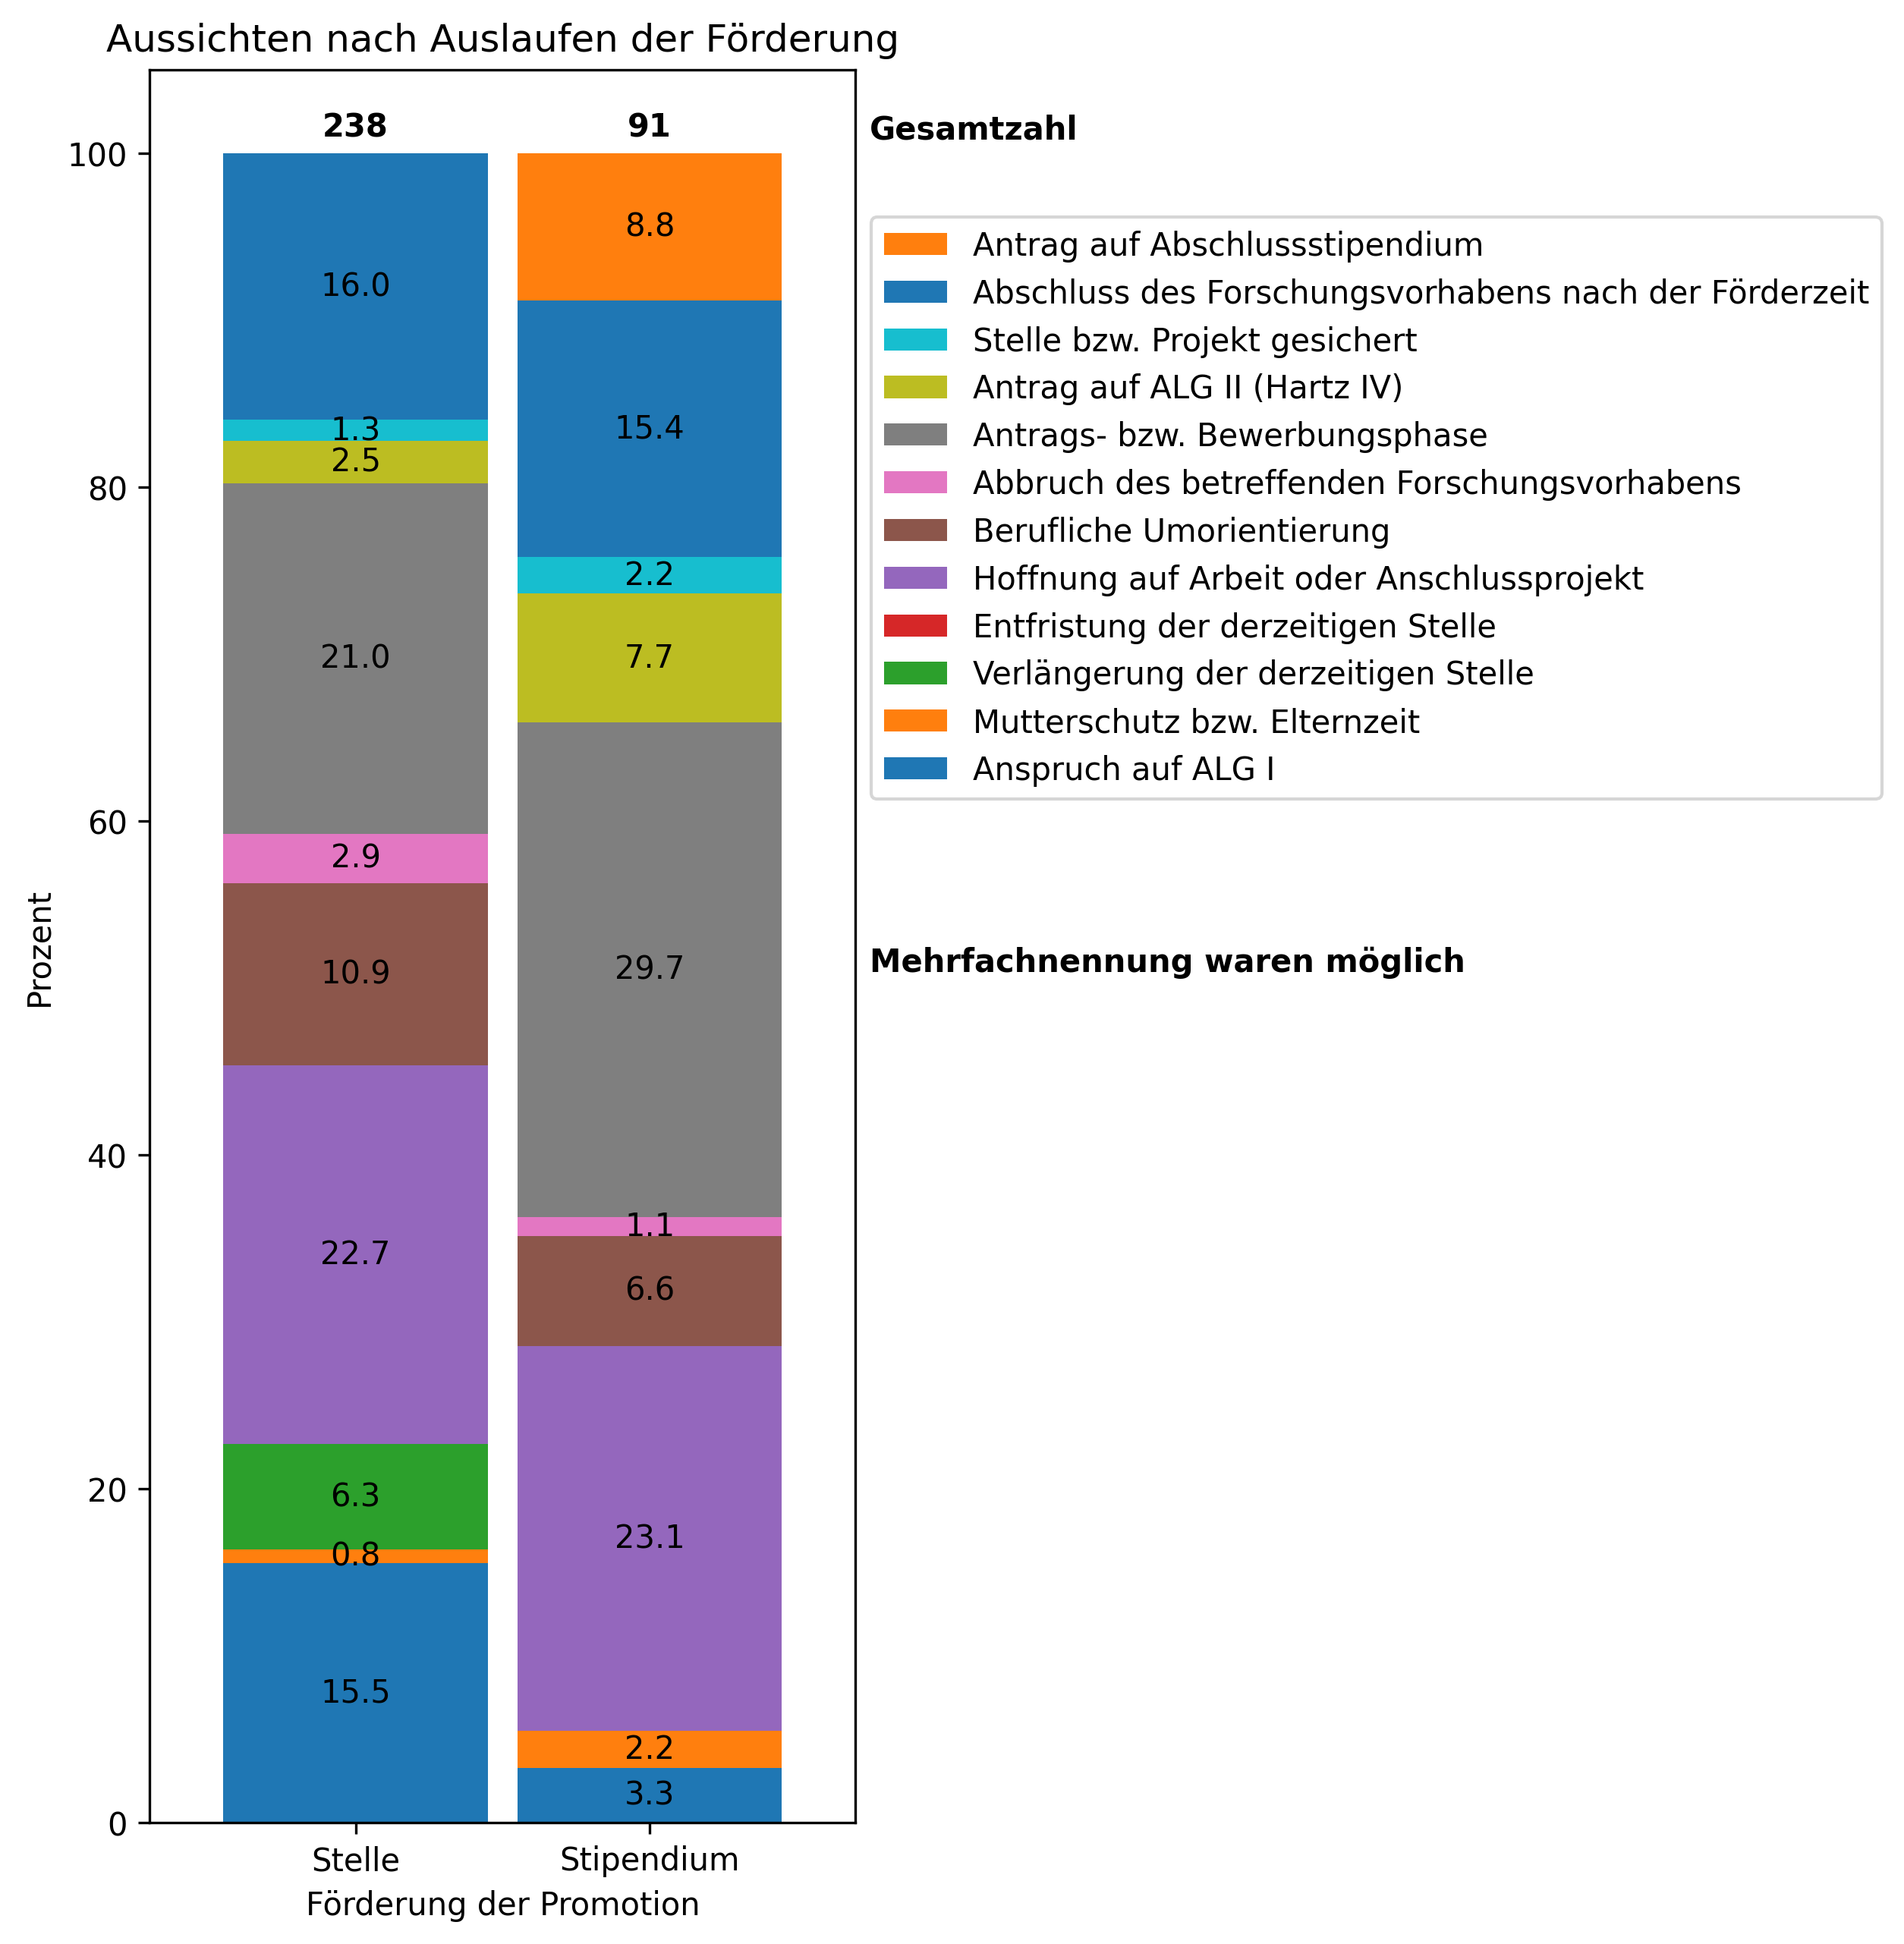 Aussichten nach Auslaufen der Förderung
238
91
Gesamtzahl
100
80
60
40
20
0
Prozent
16.0
1.3
2.5
21.0
2.9
10.9
22.7
6.3
0.8
15.5
8.8
15.4
2.2
7.7
29.7
1.1
6.6
23.1
2.2
3.3
Stelle
Stipendium
Förderung der Promotion
Antrag auf Abschlussstipendium
Abschluss des Forschungsvorhabens nach der Förderzeit
Stelle bzw. Projekt gesichert
Antrag auf ALG II (Hartz IV)
Antrags- bzw. Bewerbungsphase
Abbruch des betreffenden Forschungsvorhabens
Berufliche Umorientierung
Hoffnung auf Arbeit oder Anschlussprojekt
Entfristung der derzeitigen Stelle
Verlängerung der derzeitigen Stelle
Mutterschutz bzw. Elternzeit
Anspruch auf ALG I
Mehrfachnennung waren möglich